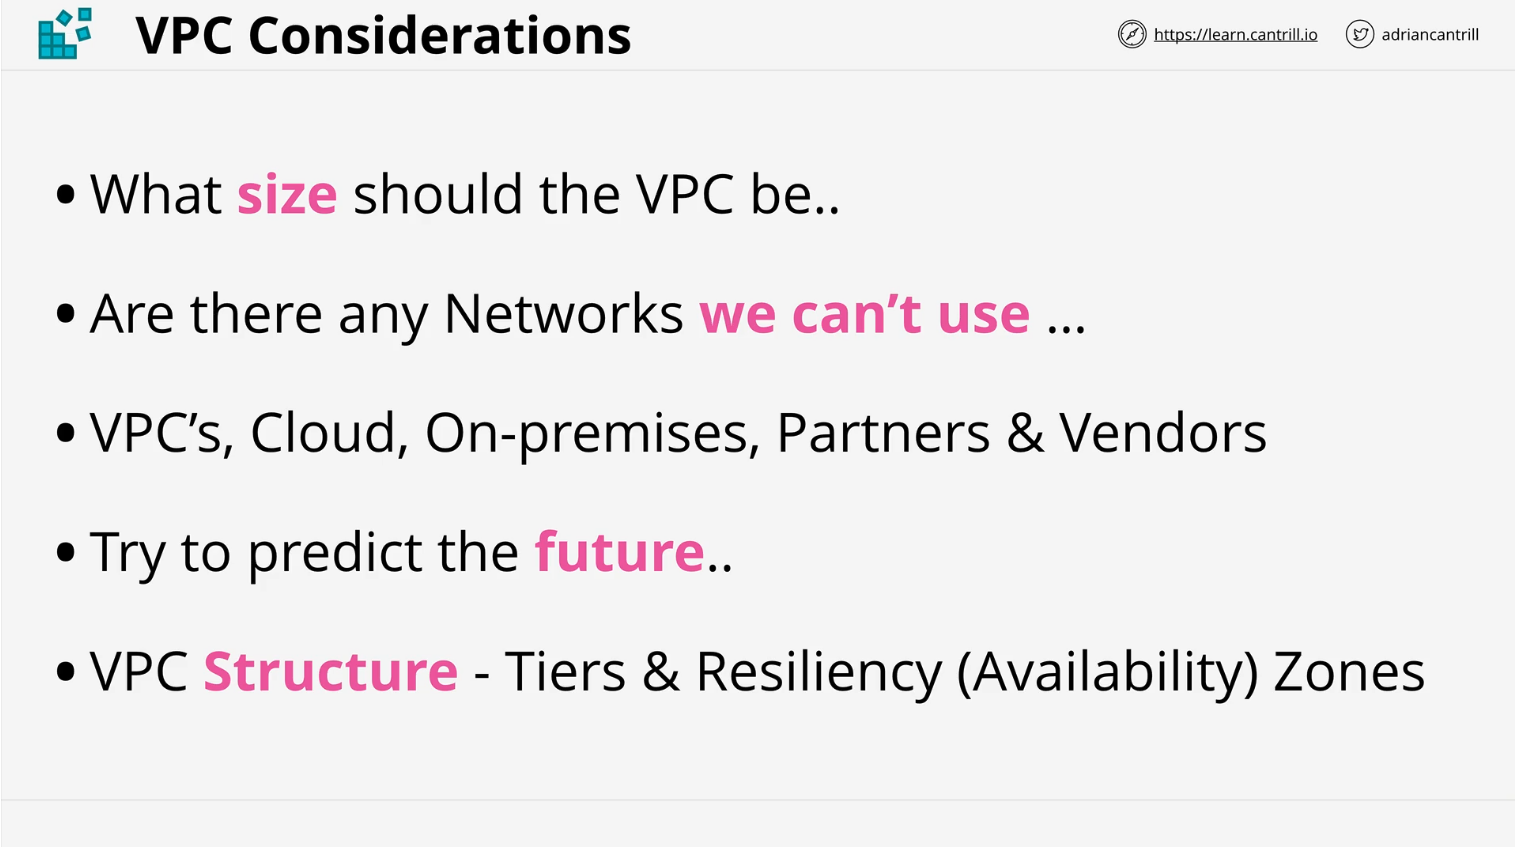 VPC Considerations
https://learn.cantrill.io
adriancantrill
• What size should the VPC be..
• Are there any Networks we can’t use ...
• VPC’s, Cloud, On-premises, Partners & Vendors
• Try to predict the future..
• VPC Structure - Tiers & Resiliency (Availability) Zones